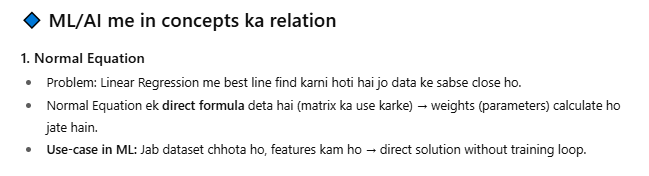 🔷 ML/AI me in concepts ka relation
1. Normal Equation
• Problem: Linear Regression me best line find karni hoti hai jo data ke sabse close ho.
• Normal Equation ek direct formula deta hai (matrix ka use karke) → weights (parameters) calculate ho
jate hain.
• Use-case in ML: Jab dataset chhota ho, features kam ho → direct solution without training loop.